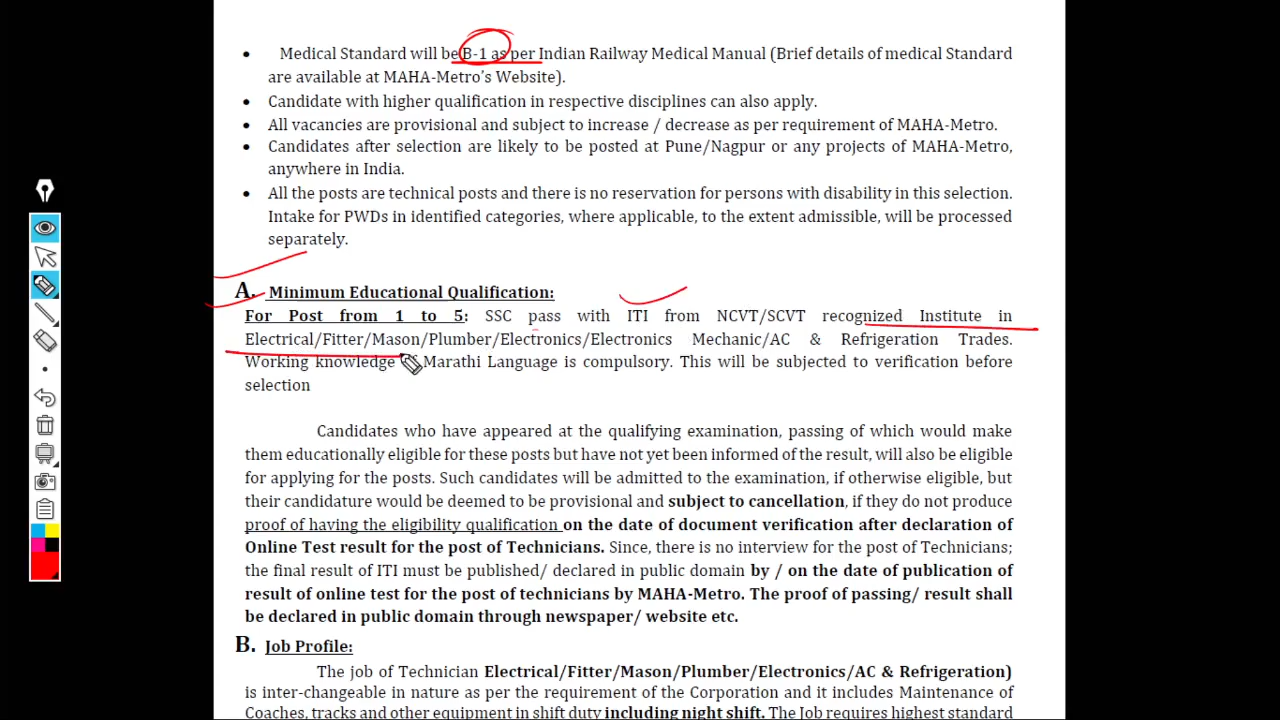 • Medical Standard will be B-1 as per Indian Railway Medical Manual (Brief details of medical Standard
are available at MAHA-Metro's Website).
• Candidate with higher qualification in respective disciplines can also apply.
• All vacancies are provisional and subject to increase / decrease as per requirement of MAHA-Metro.
• Candidates after selection are likely to be posted at Pune/Nagpur or any projects of MAHA-Metro,
anywhere in India.
• All the posts are technical posts and there is no reservation for persons with disability in this selection.
Intake for PWDs in identified categories, where applicable, to the extent admissible, will be processed
separately.
A. Minimum Educational Qualification:
For Post from 1 to 5: SSC pass with ITI from NCVT/SCVT recognized Institute in
Electrical/Fitter/Mason/Plumber/Electronics/Electronics Mechanic/AC & Refrigeration Trades.
Working knowledge of Marathi Language is compulsory. This will be subjected to verification before
selection
Candidates who have appeared at the qualifying examination, passing of which would make
them educationally eligible for these posts but have not yet been informed of the result, will also be eligible
for applying for the posts. Such candidates will be admitted to the examination, if otherwise eligible, but
their candidature would be deemed to be provisional and subject to cancellation, if they do not produce
proof of having the eligibility qualification on the date of document verification after declaration of
Online Test result for the post of Technicians. Since, there is no interview for the post of Technicians;
the final result of ITI must be published/ declared in public domain by / on the date of publication of
result of online test for the post of technicians by MAHA-Metro. The proof of passing/ result shall
be declared in public domain through newspaper/ website etc.
B. Job Profile:
The job of Technician Electrical/Fitter/Mason/Plumber/Electronics/AC & Refrigeration)
is inter-changeable in nature as per the requirement of the Corporation and it includes Maintenance of
Coaches, tracks and other equipment in shift duty including night shift. The Job requires highest standard